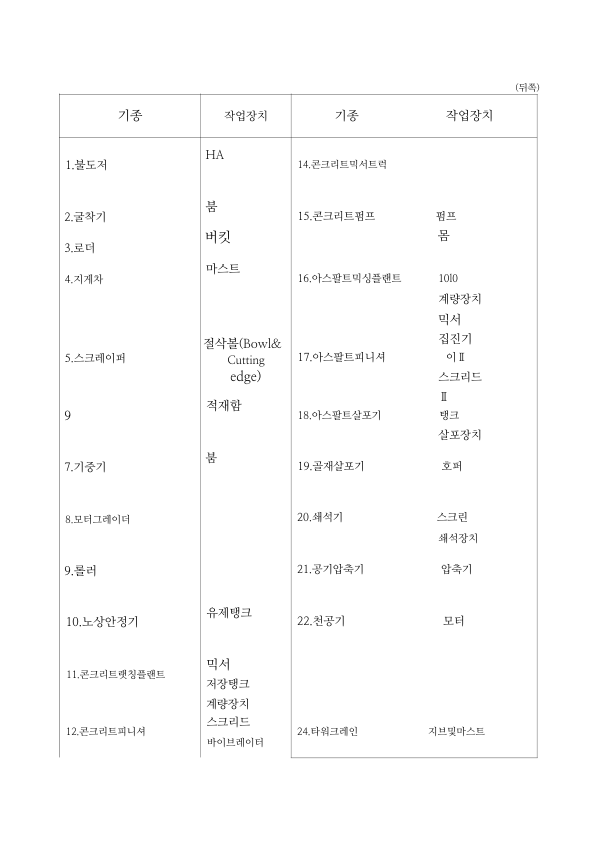 (뒤쪽)
기종 작업장치 기종 작업장치
1.불도저 HA 14.콘크리트믹서트럭
2.굴착기 붐 15.콘크리트펌프 펌프
3.로더 버킷 몸
4.지게차 마스트 16.아스팔트믹싱플랜트 10l0
계량장치
믹서
집진기
5.스크레이퍼 절삭볼(Bowl& 17.아스팔트피니셔 이Ⅱ
Cutting
edge) 스크리드
Ⅱ
9 적재함 18.아스팔트살포기 탱크
살포장치
7.기중기 붐 19.골재살포기 호퍼
8.모터그레이더 20.쇄석기 스크린
쇄석장치
9.롤러 21.공기압축기 압축기
10.노상안정기 유제탱크 22.천공기 모터
11.콘크리트랫칭플랜트 믹서
저장탱크
계량장치
12.콘크리트피니셔 스크리드 24.타워크레인 지브및마스트
바이브레이터